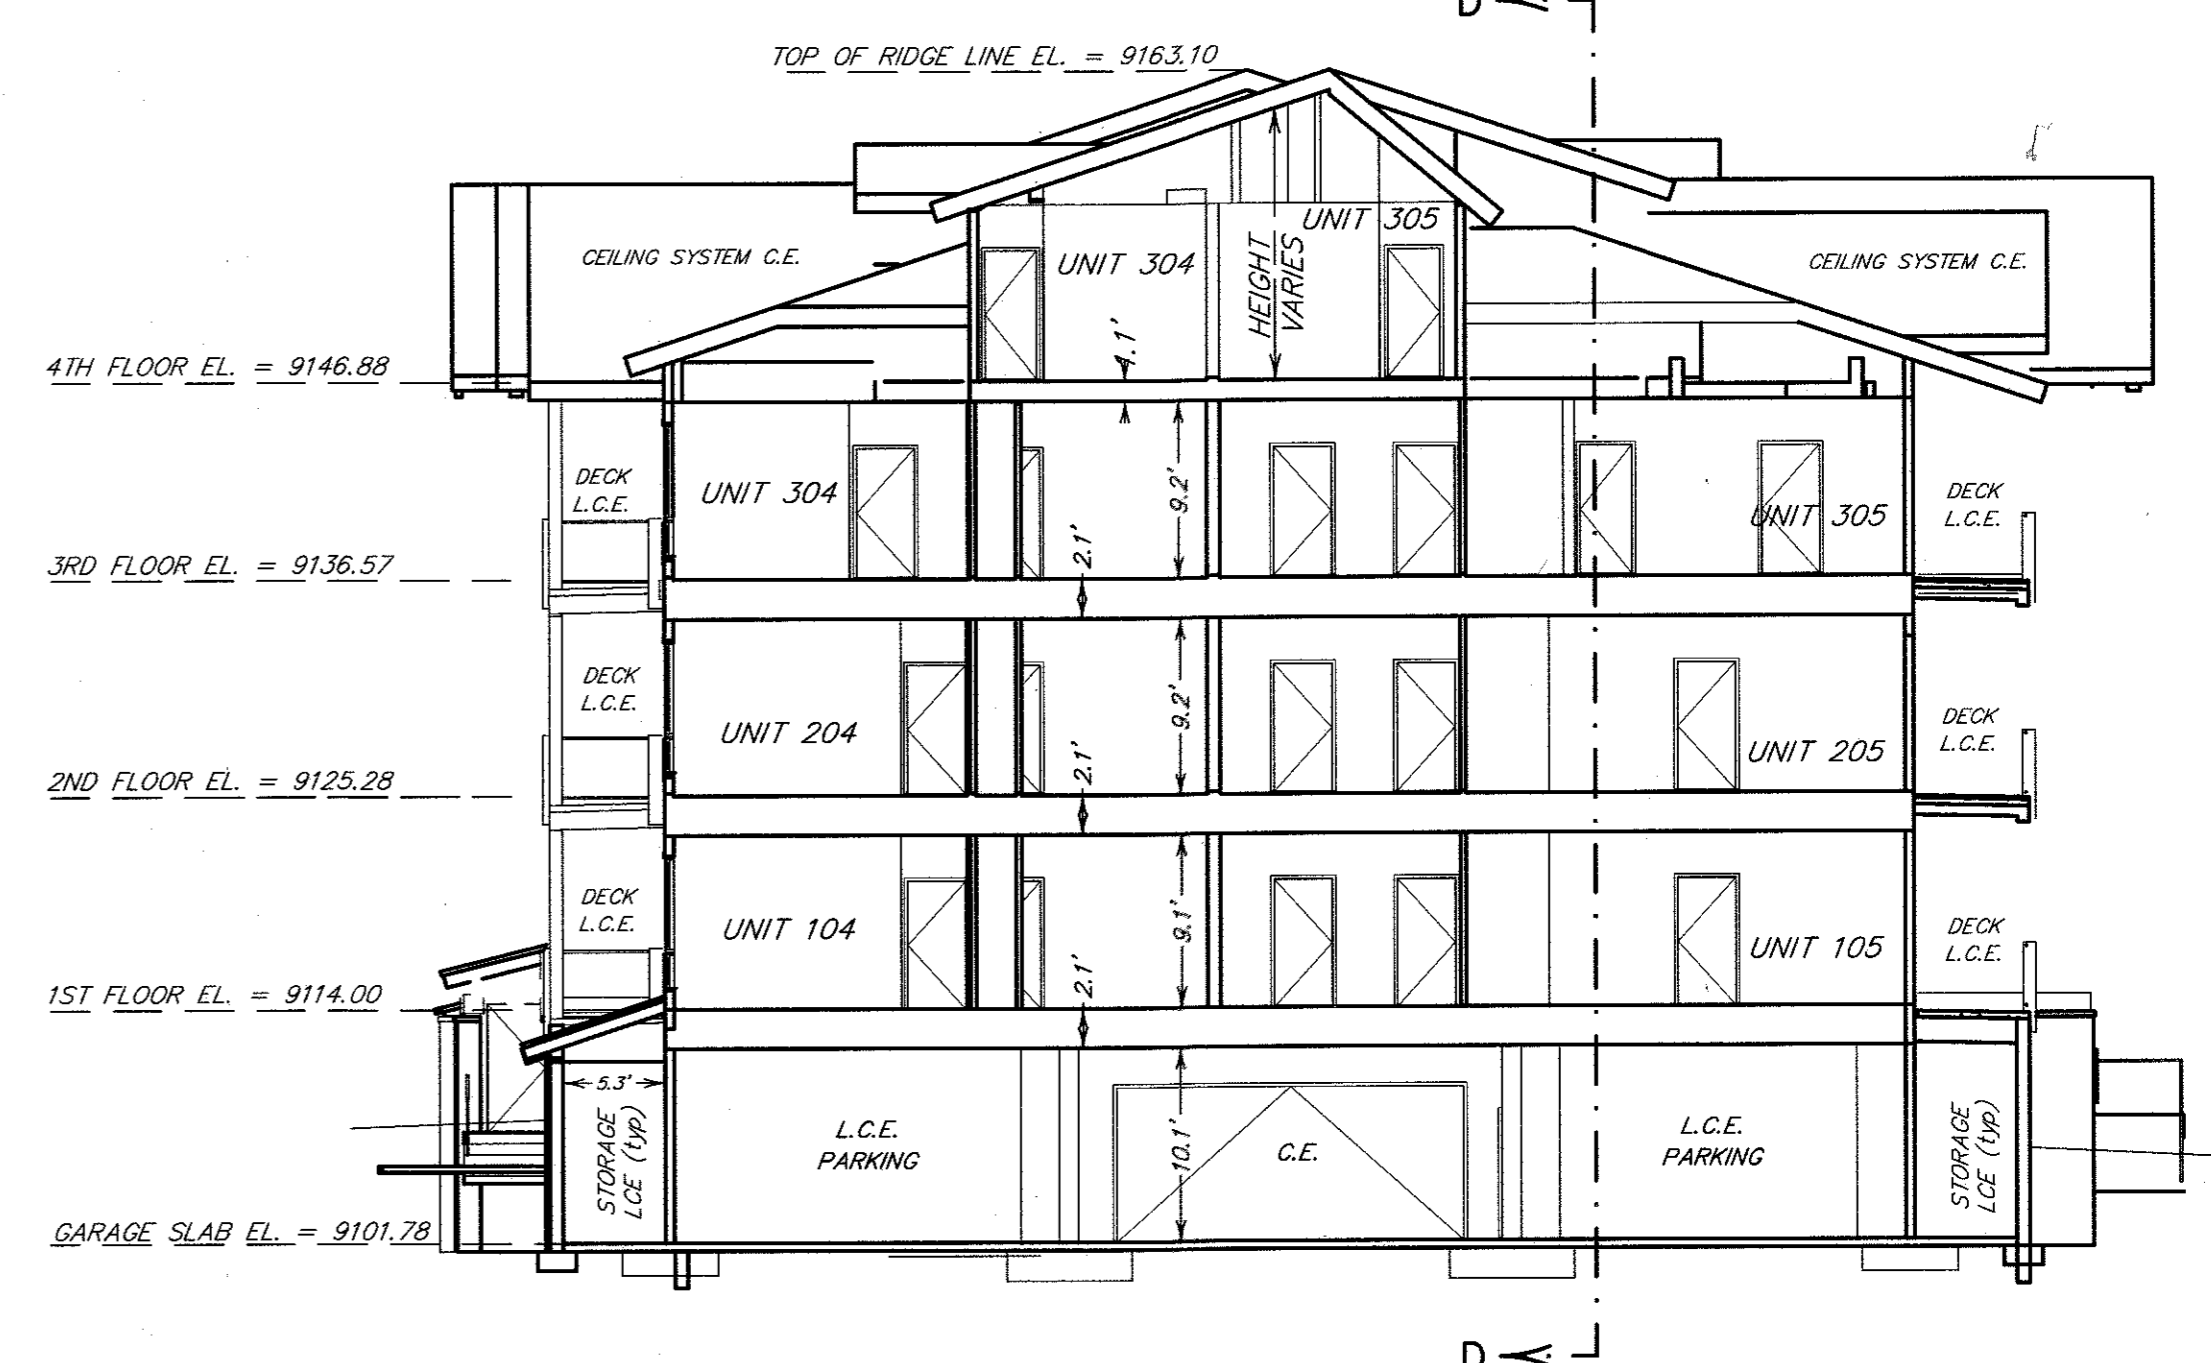 D
TOP OF RIDGE LINE EL. = 9163.10
UNIT 305
CEILING SYSTEM C.E.
UNIT 304
HEIGHT
VARIES
CEILING SYSTEM C.E.
4TH FLOOR EL. = 9146.88
1.1'
DECK
L.C.E.
UNIT 304
9.2'
UNIT 305
DECK
L.C.E.
3RD FLOOR EL. = 9136.57
2.1'
DECK
L.C.E.
UNIT 204
9.2'
UNIT 205
DECK
L.C.E.
2ND FLOOR EL. = 9125.28
2.1'
DECK
L.C.E.
UNIT 104
9.1'
UNIT 105
DECK
L.C.E.
1ST FLOOR EL. = 9114.00
2.1'
5.3'
STORAGE
LCE (typ)
L.C.E.
PARKING
10.1'
C.E.
L.C.E.
PARKING
STORAGE
LCE (typ)
GARAGE SLAB EL. = 9101.78
D